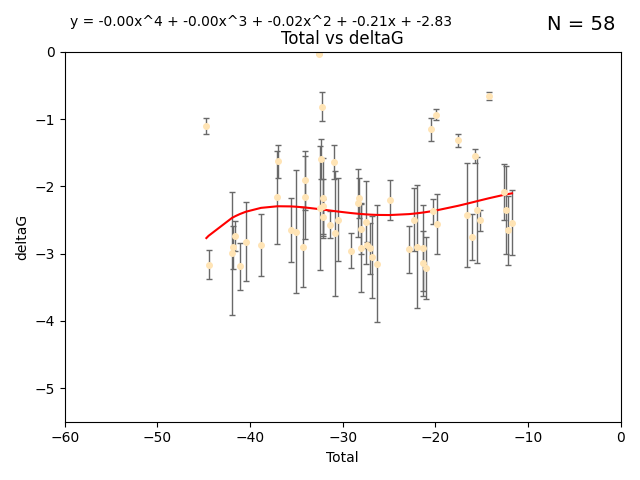 y = -0.00x^4 + -0.00x^3 + -0.02x^2 + -0.21x + -2.83
N = 58
Total vs deltaG
0
−1
−2
−3
−4
−5
deltaG
−60 −50 −40 −30 −20 −10 0
Total